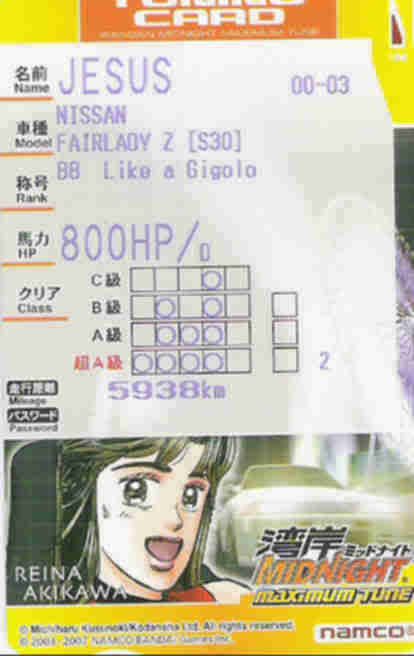 TUNING
CARD
WANGAN MIDNIGHT MAXIMUM TUNE
名前
Name
JESUS
00-03
車種
Model
NISSAN
FAIRLADY Z [S30]
称号
Rank
BB Like a Gigolo
馬力
HP
800HP/D
クリア
Class
C級
B級
A級
超A級
2
走行距離
Mileage
5938km
パスワード
Password
REINA
AKIKAWA
湾岸
ミッドナイト
MIDNIGHT
MAXIMUM TUNE
© Michiharu Kusunoki/Kodansha Ltd. All rights reserved.
© 2001-2007 NAMCO BANDAI Games Inc.
namco